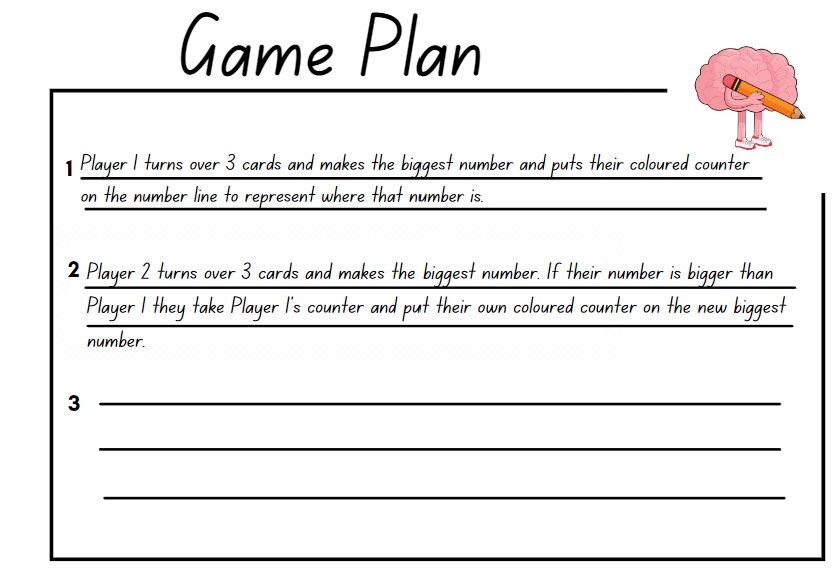 Game Plan
1 Player 1 turns over 3 cards and makes the biggest number and puts their coloured counter
on the number line to represent where that number is.
2 Player 2 turns over 3 cards and makes the biggest number. If their number is bigger than
Player 1 they take Player 1's counter and put their own coloured counter on the new biggest
number.
3